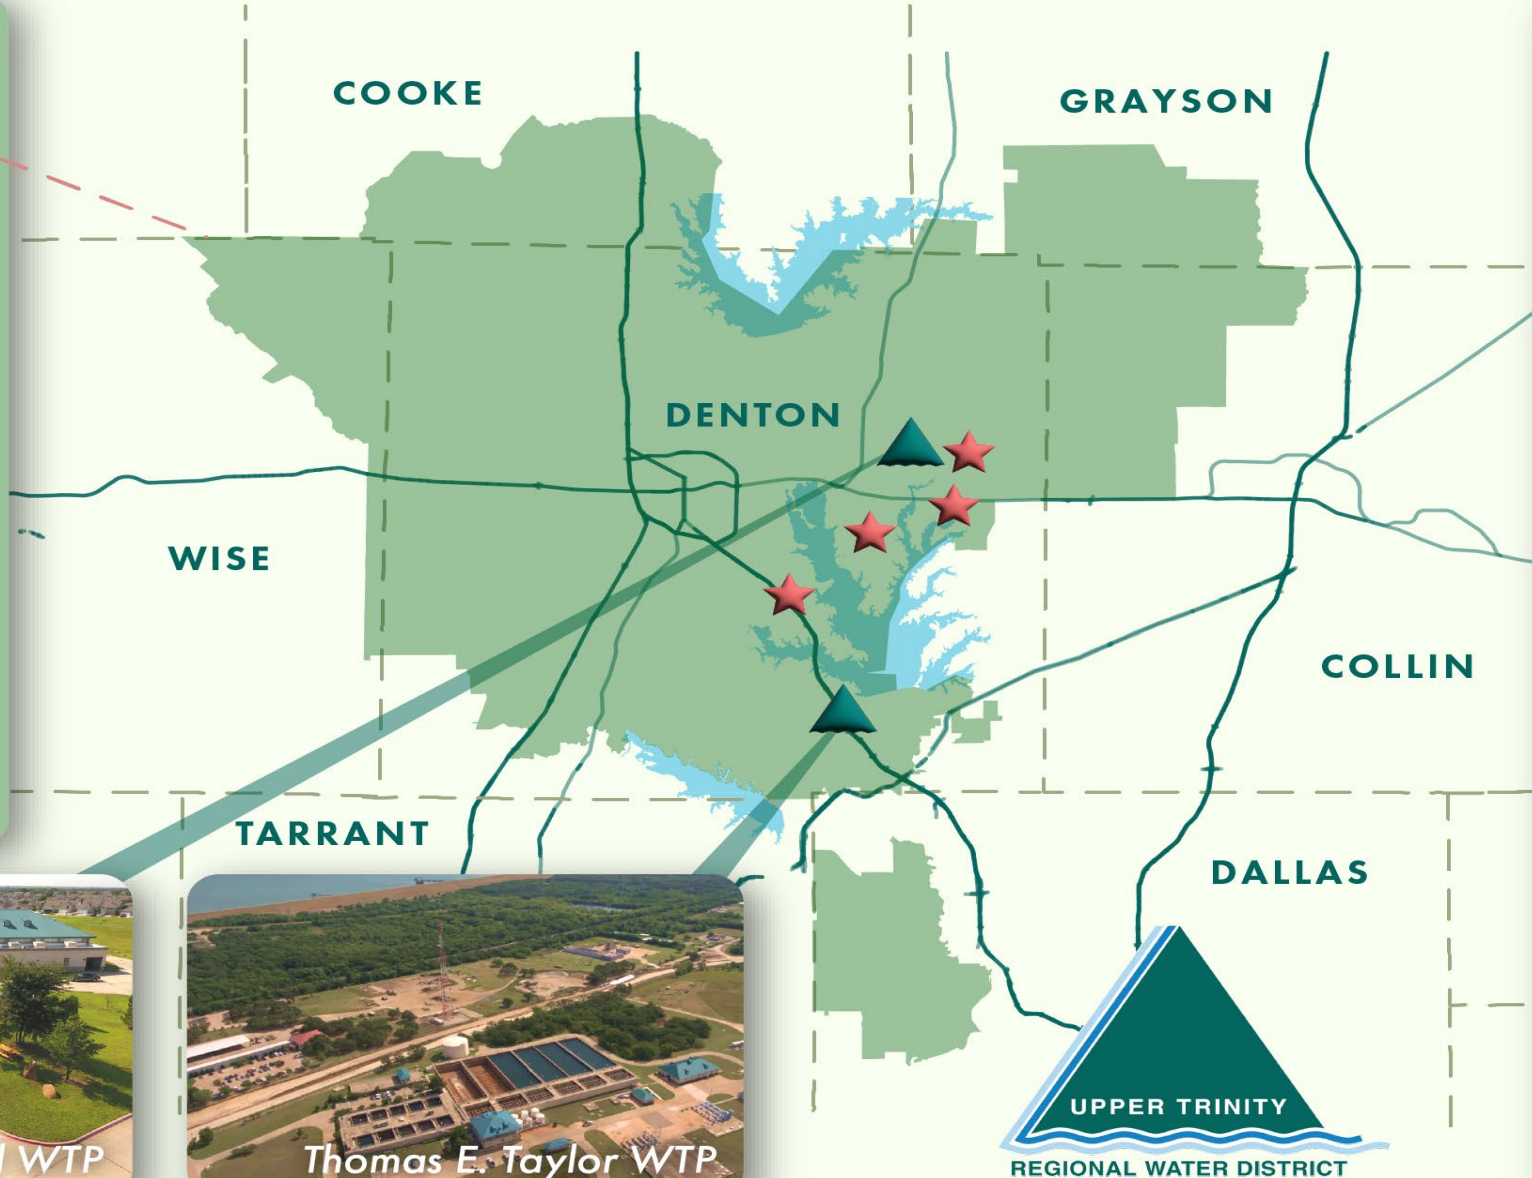 COOKE
GRAYSON
DENTON
WISE
COLLIN
TARRANT
DALLAS
WTP
Thomas E. Taylor WTP
UPPER TRINITY
REGIONAL WATER DISTRICT